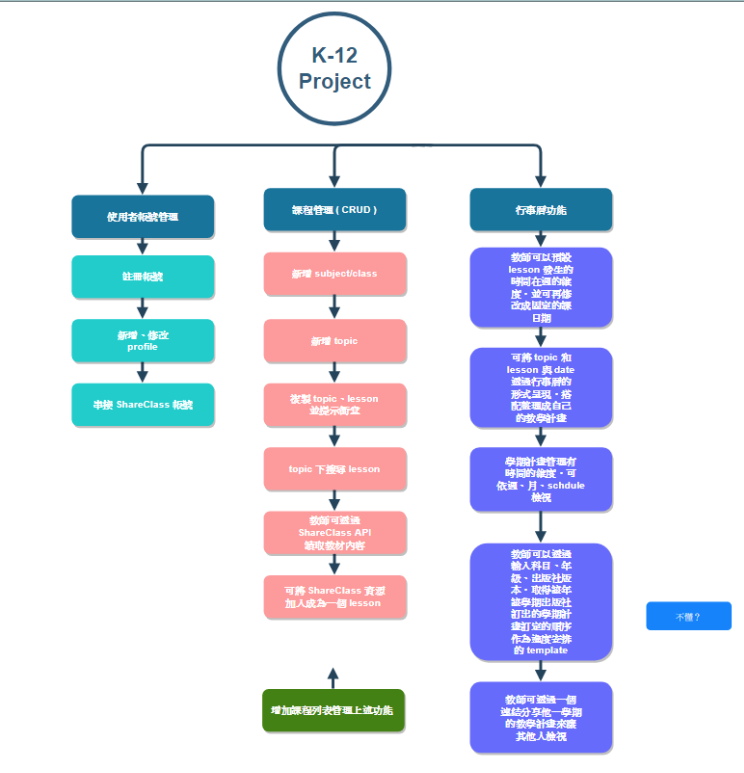 K-12
Project
使用者帳號管理
註冊帳號
新增、修改
profile
串接 ShareClass 帳號
課程管理 ( CRUD )
新增 subject/class
新增 topic
複製 topic、lesson
並提示衝堂
topic 下搜尋 lesson
教師可透過
ShareClass API
讀取教材內容
可將 ShareClass 資源
加入成為一個 lesson
增加課程列表管理上述功能
行事曆功能
教師可以預設
lesson 發生的
時間在週的維
度，並可再修
改成固定的課
日期
可將 topic 和
lesson 與 date
透過行事曆的
形式呈現，搭
配整理成自己
的教學計畫
學期計畫管理有
時間的維度，可
依週、月、schdule
檢視
教師可以透過
輸入科目、年
級、出版社版
本，取得該年
該學期出版社
訂出的學期計
畫訂定的順序
作為進度安排
的 template
教師可透過一個
連結分享他一學期
的教學計畫來讓
其他人檢視
不懂？